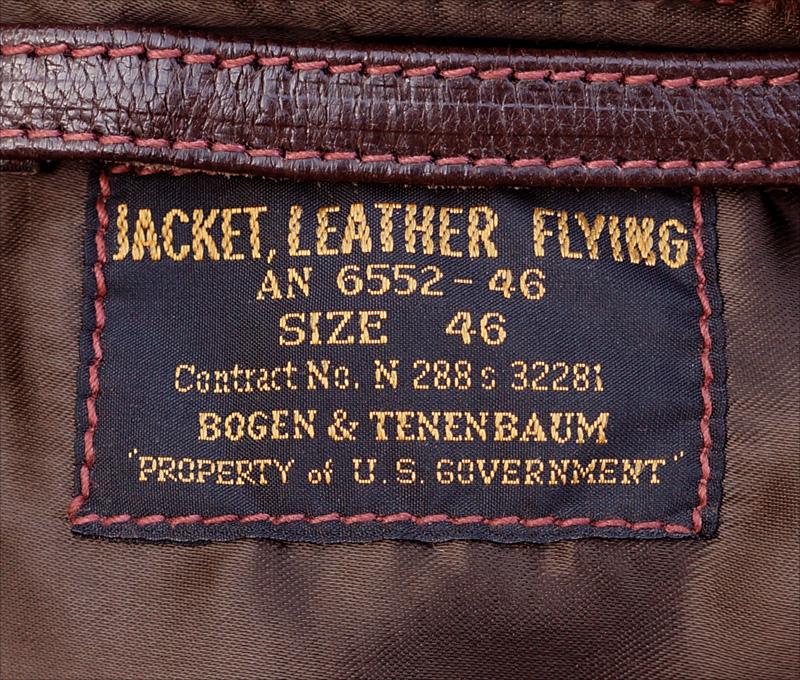 JACKET, LEATHER FLYING
AN 6552-46
SIZE 46
Contract No. N 288 s 32281
BOGEN & TENENBAUM
"PROPERTY of U.S. GOVERNMENT"